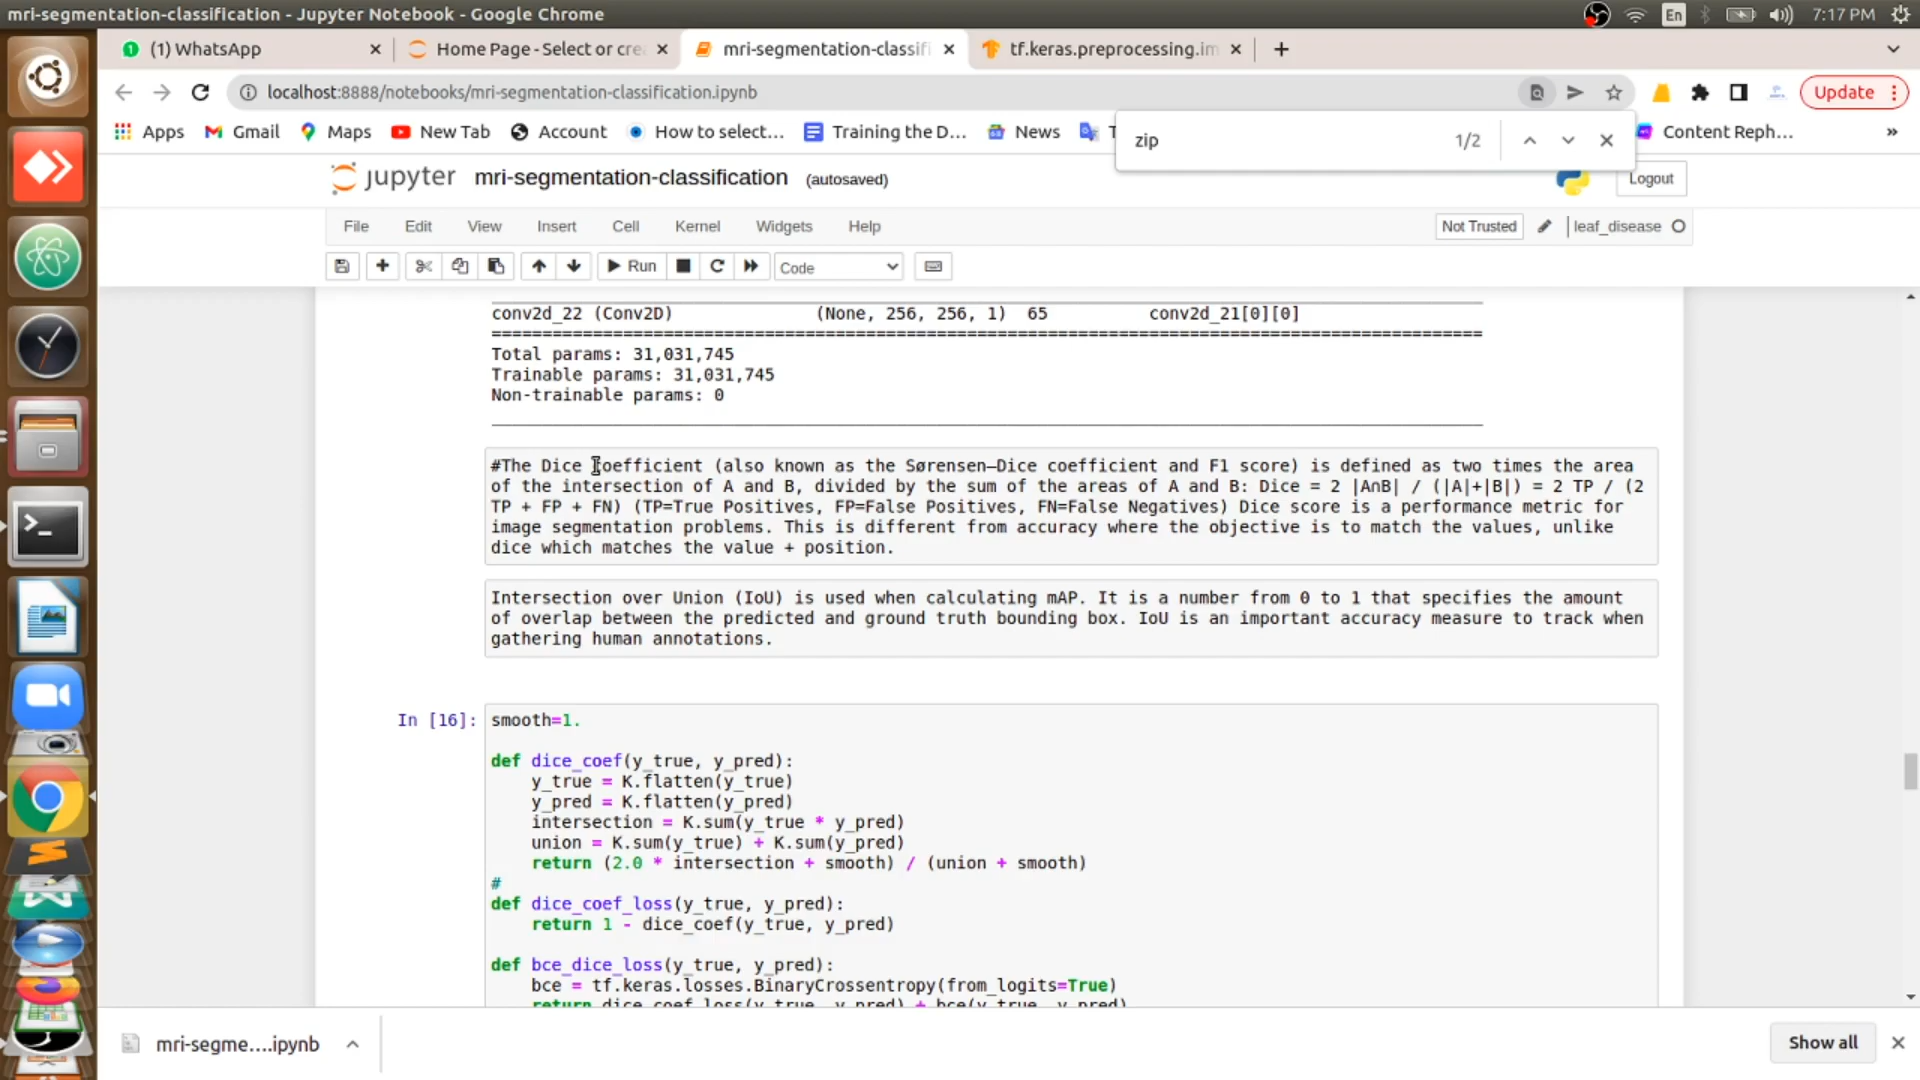 mri-segmentation-classification - Jupyter Notebook - Google Chrome
En
7:17 PM
(1) WhatsApp
Home Page - Select or cre
mri-segmentation-classif
tf.keras.preprocessing.im
localhost:8888/notebooks/mri-segmentation-classification.ipynb
Update
Apps
Gmail
Maps
New Tab
Account
How to select...
Training the D...
News
zip
1/2
Content Reph...
jupyter
mri-segmentation-classification (autosaved)
Logout
File Edit View Insert Cell Kernel Widgets Help
Not Trusted
leaf_disease
Run
Code
conv2d_22 (Conv2D) (None, 256, 256, 1) 65 conv2d_21[0][0]
================================================================================
Total params: 31,031,745
Trainable params: 31,031,745
Non-trainable params: 0
#The Dice coefficient (also known as the Sørensen–Dice coefficient and F1 score) is defined as two times the area
of the intersection of A and B, divided by the sum of the areas of A and B: Dice = 2 |A∩B| / (|A|+|B|) = 2 TP / (2
TP + FP + FN) (TP=True Positives, FP=False Positives, FN=False Negatives) Dice score is a performance metric for
image segmentation problems. This is different from accuracy where the objective is to match the values, unlike
dice which matches the value + position.
Intersection over Union (IoU) is used when calculating mAP. It is a number from 0 to 1 that specifies the amount
of overlap between the predicted and ground truth bounding box. IoU is an important accuracy measure to track when
gathering human annotations.
In [16]: smooth=1.
def dice_coef(y_true, y_pred):
y_true = K.flatten(y_true)
y_pred = K.flatten(y_pred)
intersection = K.sum(y_true * y_pred)
union = K.sum(y_true) + K.sum(y_pred)
return (2.0 * intersection + smooth) / (union + smooth)
#
def dice_coef_loss(y_true, y_pred):
return 1 - dice_coef(y_true, y_pred)
def bce_dice_loss(y_true, y_pred):
bce = tf.keras.losses.BinaryCrossentropy(from_logits=True)
return dice_coef_loss(y_true, y_pred) + bce(y_true, y_pred)
mri-segme....ipynb
Show all